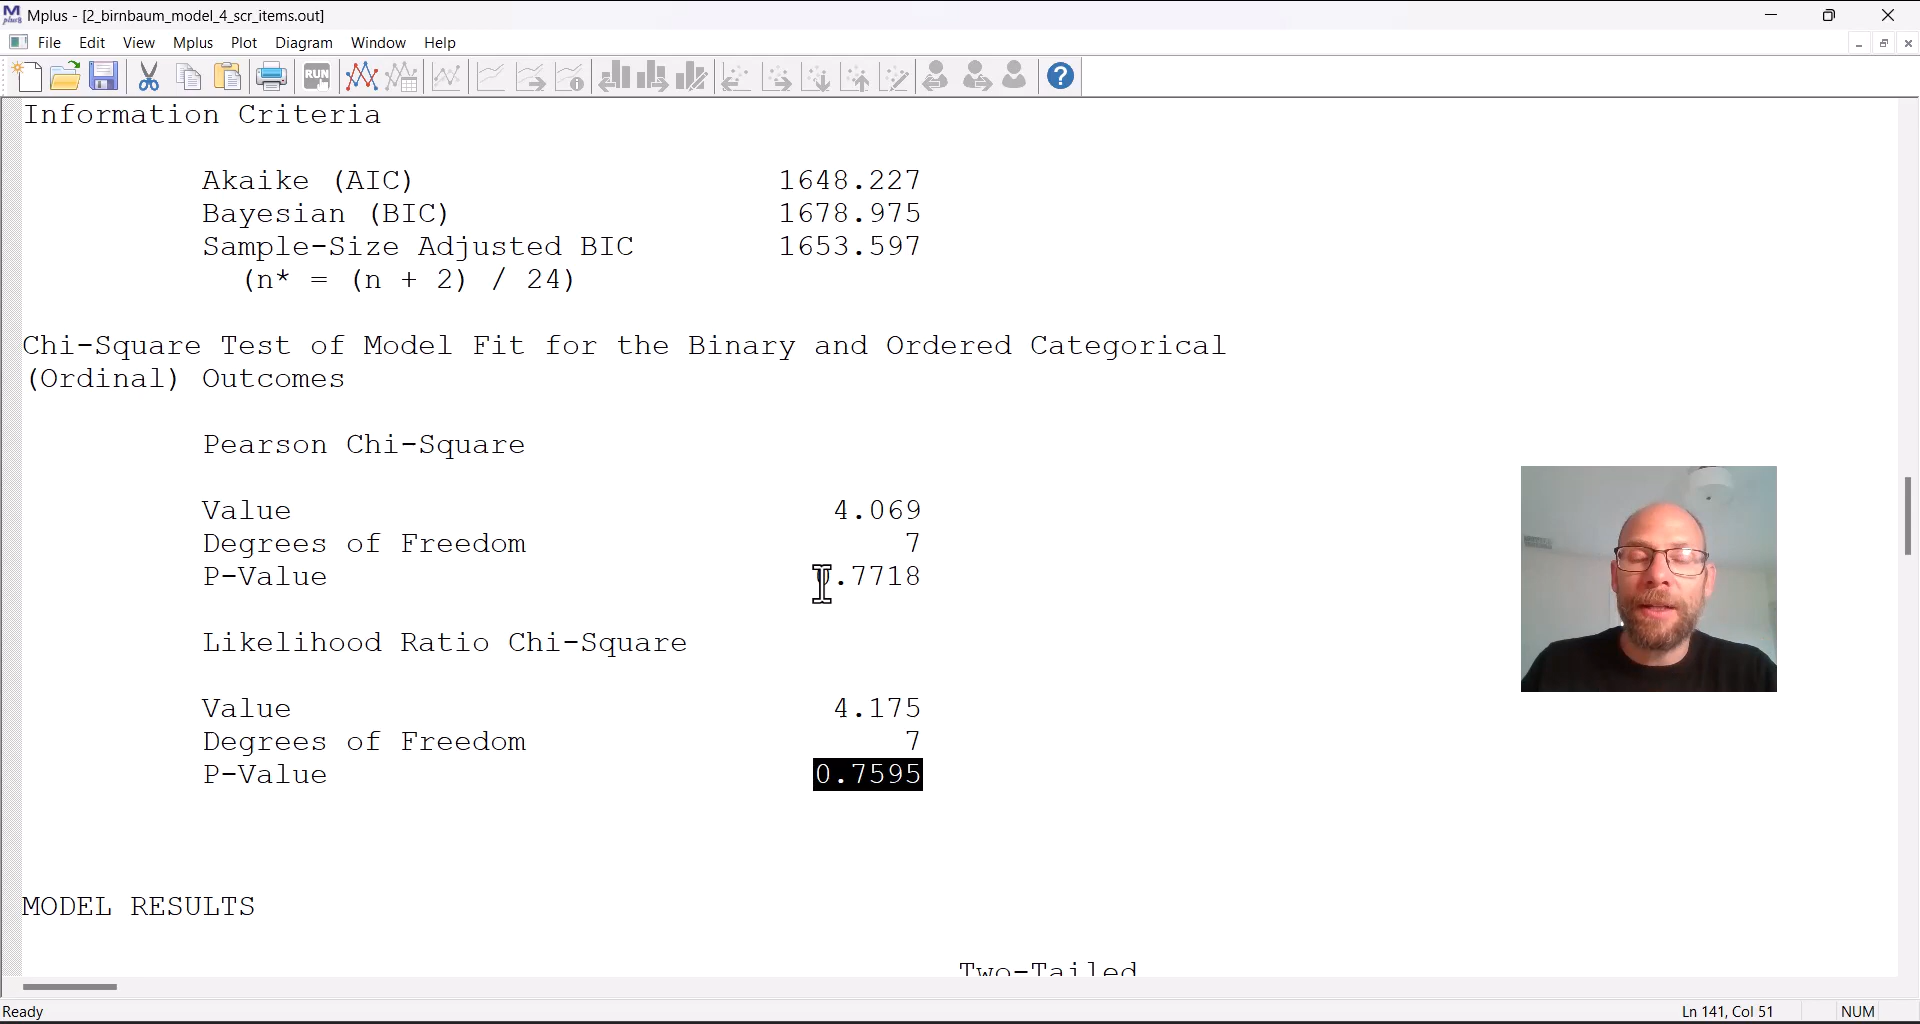 Mplus - [2_birnbaum_model_4_scr_items.out]
File Edit View Mplus Plot Diagram Window Help
RUN
Information Criteria
Akaike (AIC) 1648.227
Bayesian (BIC) 1678.975
Sample-Size Adjusted BIC 1653.597
(n* = (n + 2) / 24)
Chi-Square Test of Model Fit for the Binary and Ordered Categorical
(Ordinal) Outcomes
Pearson Chi-Square
Value 4.069
Degrees of Freedom 7
P-Value 0.7718
Likelihood Ratio Chi-Square
Value 4.175
Degrees of Freedom 7
P-Value 0.7595
MODEL RESULTS
Two-Tailed
Ready Ln 141, Col 51 NUM